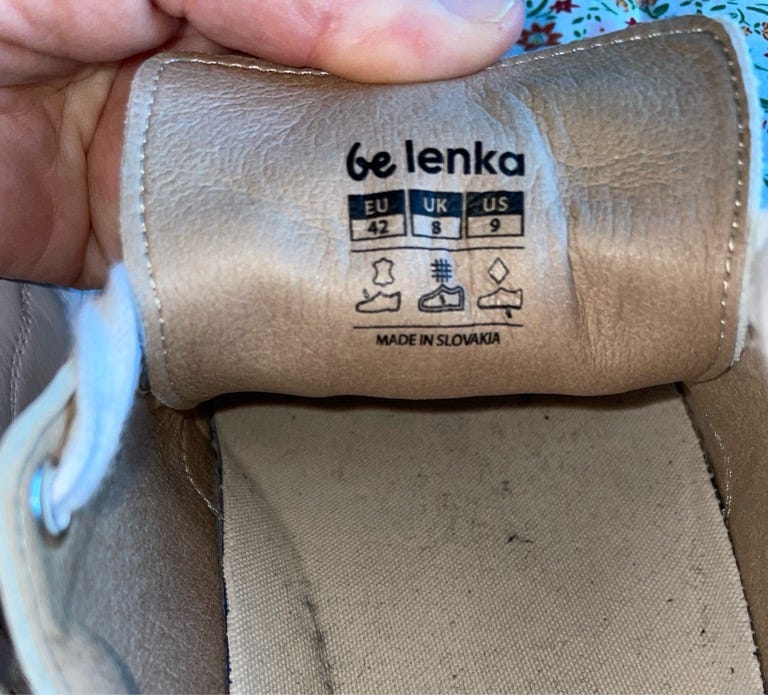 be lenka
EU UK US
42 8 9
MADE IN SLOVAKIA